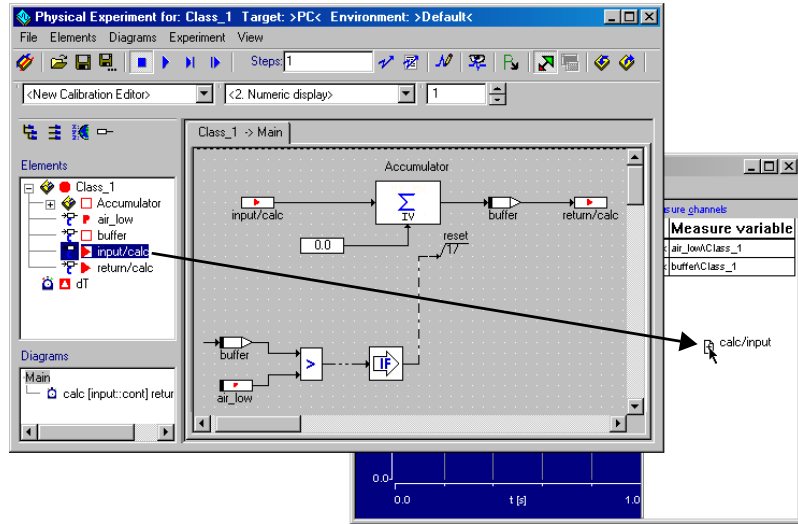 Physical Experiment for: Class_1 Target: >PC< Environment: >Default<
File Elements Diagrams Experiment View
Steps: 1
<New Calibration Editor> <2. Numeric display> 1
Class_1 -> Main
Elements
Class_1
Accumulator
air_low
buffer
input/calc
return/calc
dT
Diagrams
Main
calc [input::cont] retur
Accumulator
Σ
IV
input/calc
buffer
return/calc
0.0
reset
buffer
>
IF
air_low
sure channels
Measure variable
air_low\Class_1
buffer\Class_1
calc/input
0.0
0.0 t [s] 1.0